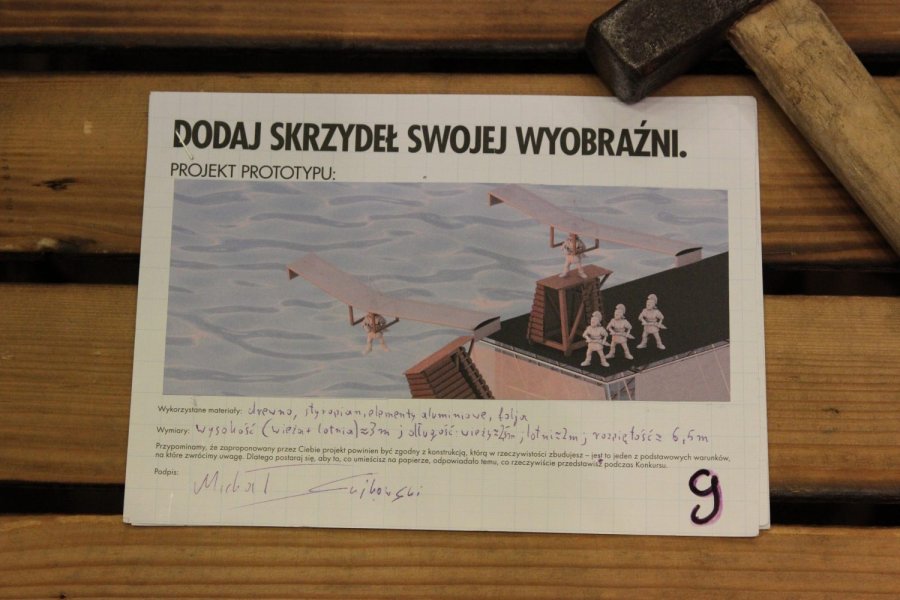 DODAJ SKRZYDEŁ SWOJEJ WYOBRAŹNI.
PROJEKT PROTOTYPU:
Wykorzystane materiały: drewno, styropian, elementy aluminiowe, folja
Wymiary: wysokość (wieża + lotnia) ≈ 3m ; długość wieży ≈ 2,5m ; lotni ≈ 2m ; rozpiętość ≈ 6,5m
Przypominamy, że zaproponowany przez Ciebie projekt powinien być zgodny z konstrukcją, którą w rzeczywistości zbudujesz – jest to jeden z podstawowych warunków,
na które zwrócimy uwagę. Dlatego postaraj się, aby to, co umieścisz na papierze, odpowiadało temu, co rzeczywiście przedstawisz podczas Konkursu.
Podpis: Michał
9